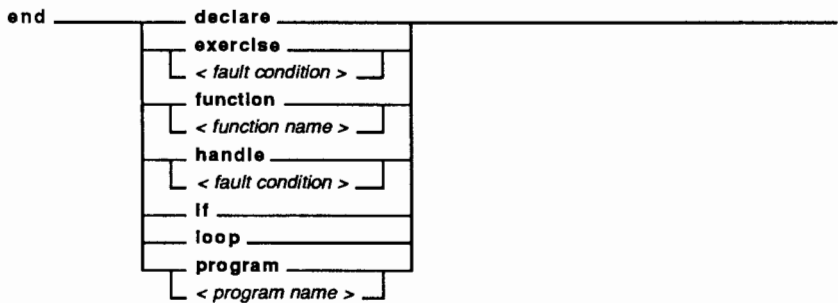 end declare
exercise
< fault condition >
function
< function name >
handle
< fault condition >
if
loop
program
< program name >